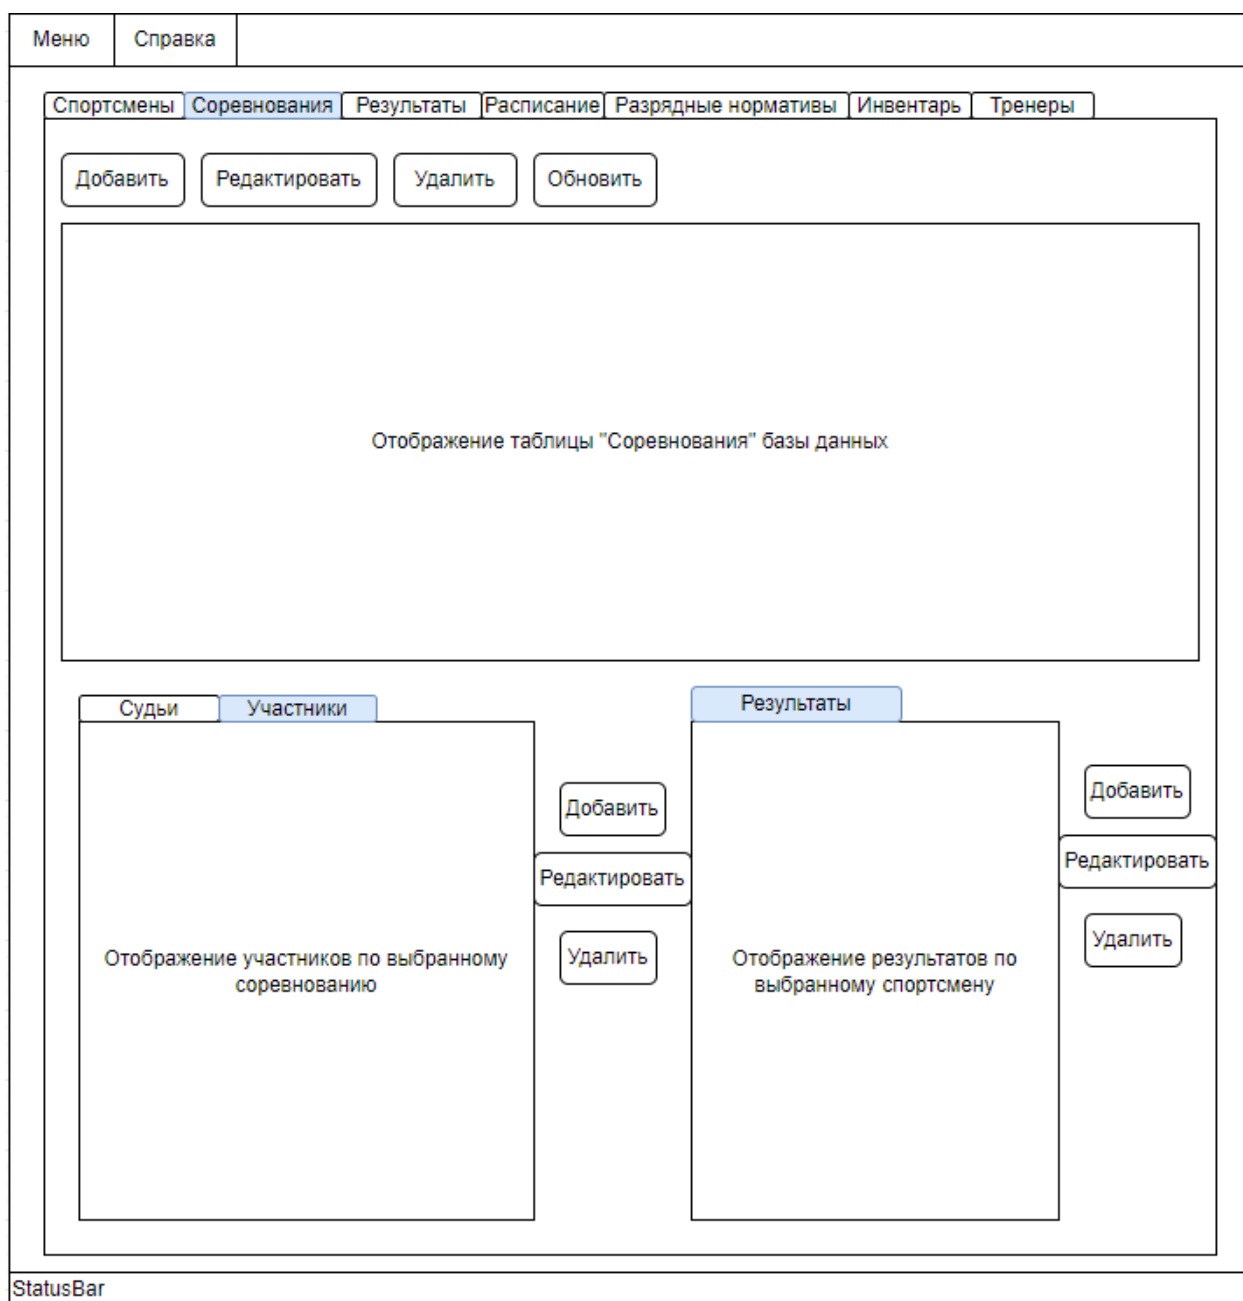 Меню Справка
Спортсмены Соревнования Результаты Расписание Разрядные нормативы Инвентарь Тренеры
Добавить Редактировать Удалить Обновить
Отображение таблицы "Соревнования" базы данных
Судьи Участники
Отображение участников по выбранному
соревнованию
Добавить
Редактировать
Удалить
Результаты
Отображение результатов по
выбранному спортсмену
Добавить
Редактировать
Удалить
StatusBar